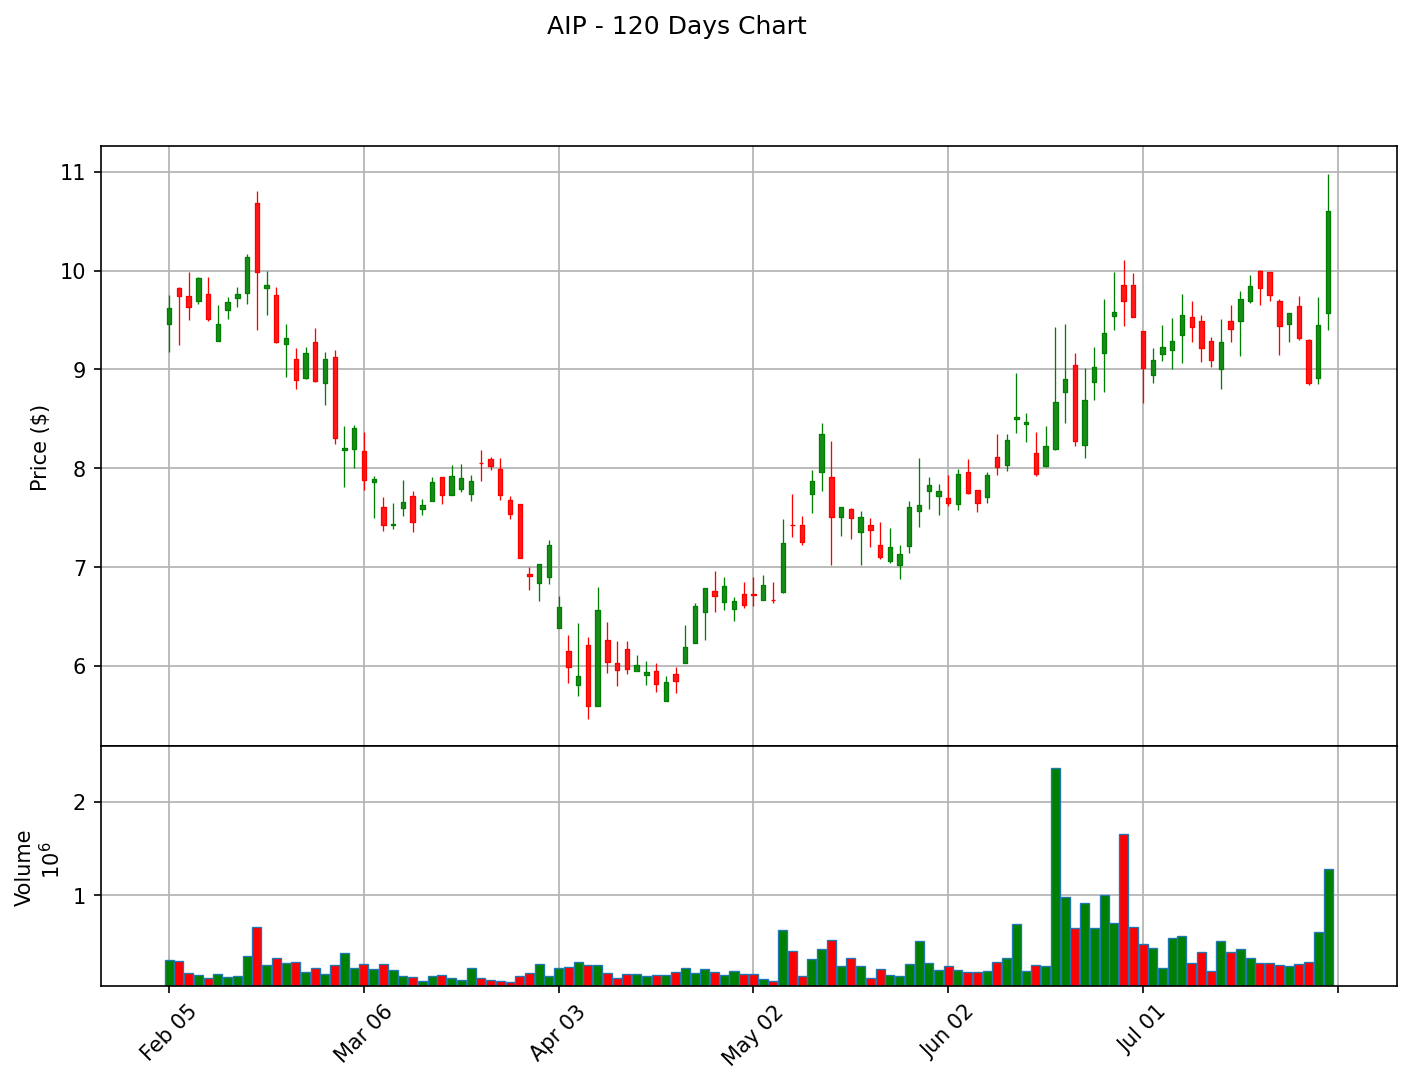 AIP - 120 Days Chart
11
10
9
8
7
6
Price ($)
2
1
Volume
10⁶
Feb 05
Mar 06
Apr 03
May 02
Jun 02
Jul 01